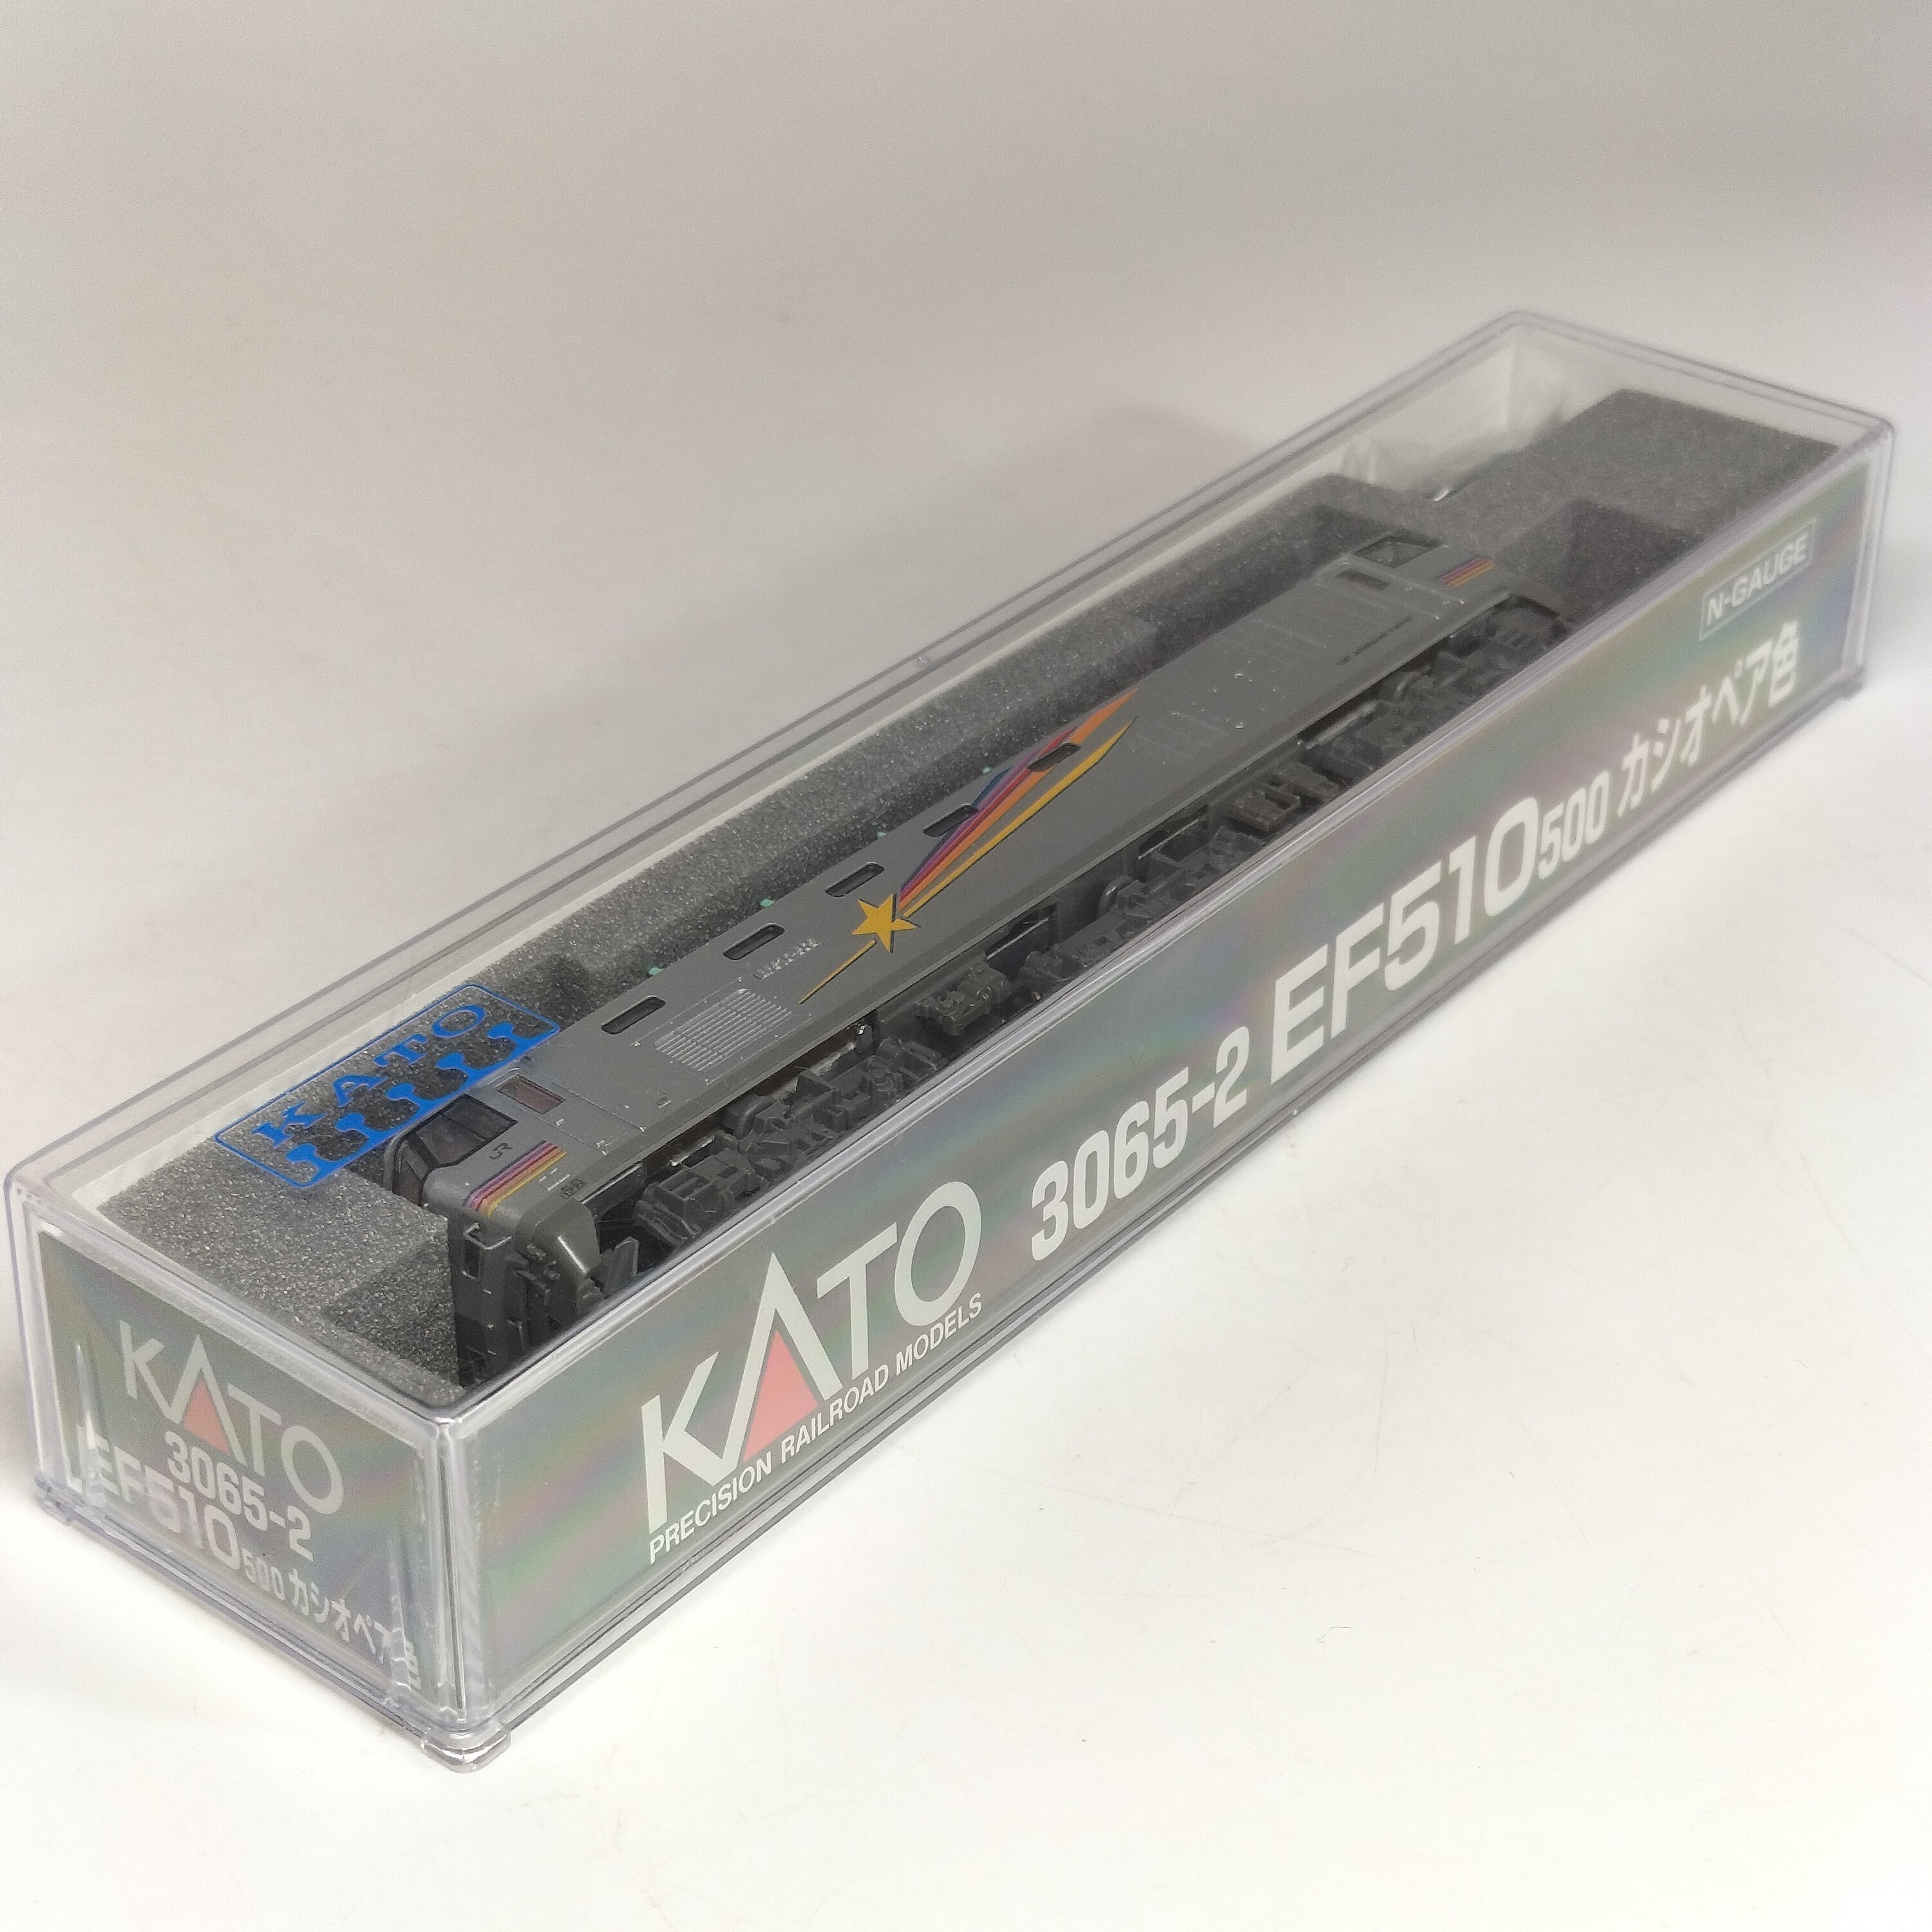 KATO
JR
KATO
PRECISION RAILROAD MODELS
3065-2 EF510 500 カシオペア色
N-GAUGE
KATO
3065-2
EF510 500 カシオペア色